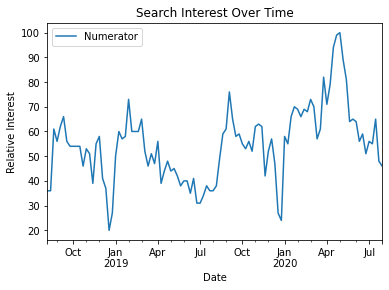 Search Interest Over Time
Numerator
100
90
80
70
60
50
40
30
20
Relative Interest
Oct
Jan
2019
Apr
Jul
Oct
Jan
2020
Apr
Jul
Date